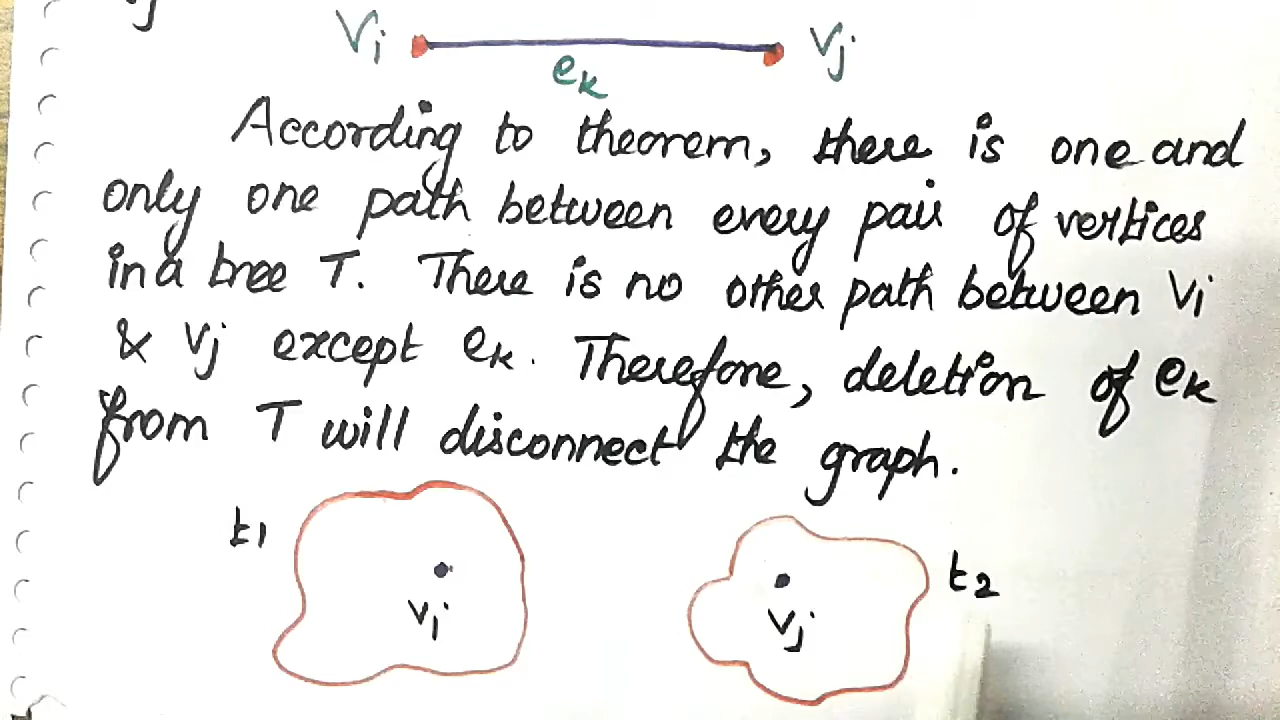 Vi Vj
ek
According to theorem, there is one and
only one path between every pair of vertices
in a tree T. There is no other path between Vi
& Vj except ek. Therefore, deletion of ek
from T will disconnect the graph.
t1 t2
Vi Vj